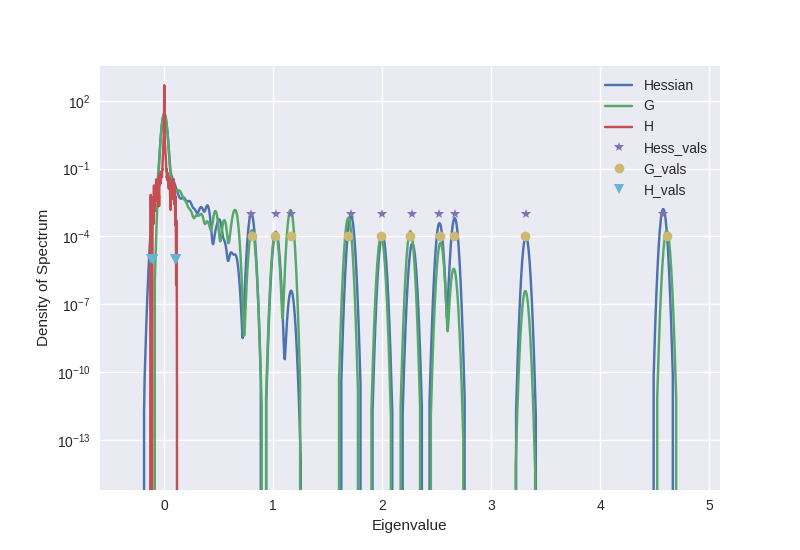 Hessian
G
H
Hess_vals
G_vals
H_vals
10^2
10^-1
10^-4
10^-7
10^-10
10^-13
Density of Spectrum
0 1 2 3 4 5
Eigenvalue